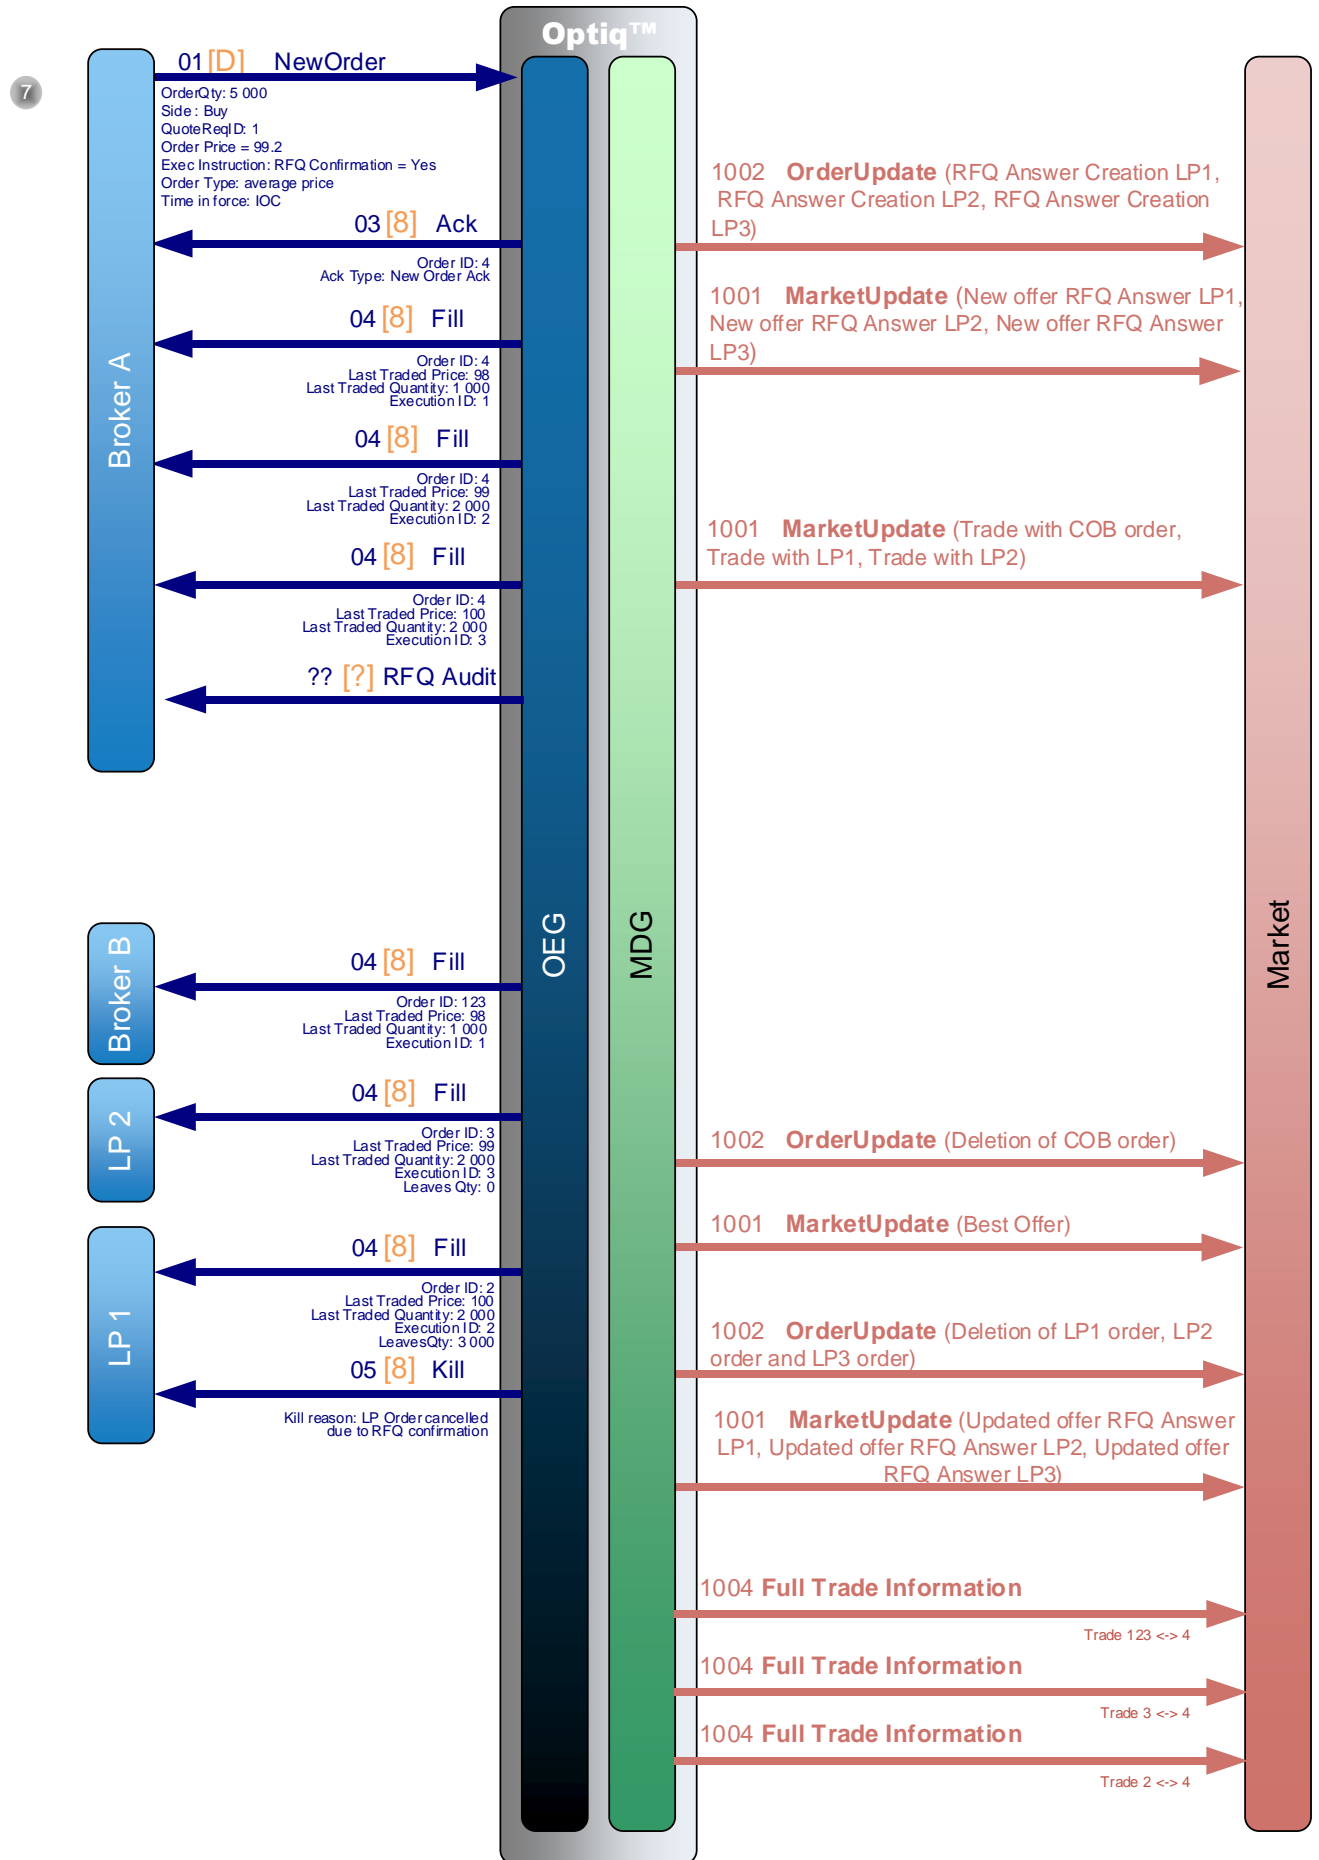 Optiq™
7
01 [D] NewOrder
OrderQty: 5 000
Side : Buy
QuoteReqID: 1
Order Price = 99.2
Exec Instruction: RFQ Confirmation = Yes
Order Type: average price
Time in force: IOC
03 [8] Ack
Order ID: 4
Ack Type: New Order Ack
04 [8] Fill
Order ID: 4
Last Traded Price: 98
Last Traded Quantity: 1 000
Execution ID: 1
04 [8] Fill
Order ID: 4
Last Traded Price: 99
Last Traded Quantity: 2 000
Execution ID: 2
04 [8] Fill
Order ID: 4
Last Traded Price: 100
Last Traded Quantity: 2 000
Execution ID: 3
?? [?] RFQ Audit
Broker A
Broker B
04 [8] Fill
Order ID: 123
Last Traded Price: 98
Last Traded Quantity: 1 000
Execution ID: 1
LP 2
04 [8] Fill
Order ID: 3
Last Traded Price: 99
Last Traded Quantity: 2 000
Execution ID: 3
Leaves Qty: 0
LP 1
04 [8] Fill
Order ID: 2
Last Traded Price: 100
Last Traded Quantity: 2 000
Execution ID: 2
LeavesQty: 3 000
05 [8] Kill
Kill reason: LP Order cancelled
due to RFQ confirmation
OEG
MDG
1002 OrderUpdate (RFQ Answer Creation LP1,
RFQ Answer Creation LP2, RFQ Answer Creation
LP3)
1001 MarketUpdate (New offer RFQ Answer LP1,
New offer RFQ Answer LP2, New offer RFQ Answer
LP3)
1001 MarketUpdate (Trade with COB order,
Trade with LP1, Trade with LP2)
1002 OrderUpdate (Deletion of COB order)
1001 MarketUpdate (Best Offer)
1002 OrderUpdate (Deletion of LP1 order, LP2
order and LP3 order)
1001 MarketUpdate (Updated offer RFQ Answer
LP1, Updated offer RFQ Answer LP2, Updated offer
RFQ Answer LP3)
1004 Full Trade Information
Trade 123 <-> 4
1004 Full Trade Information
Trade 3 <-> 4
1004 Full Trade Information
Trade 2 <-> 4
Market